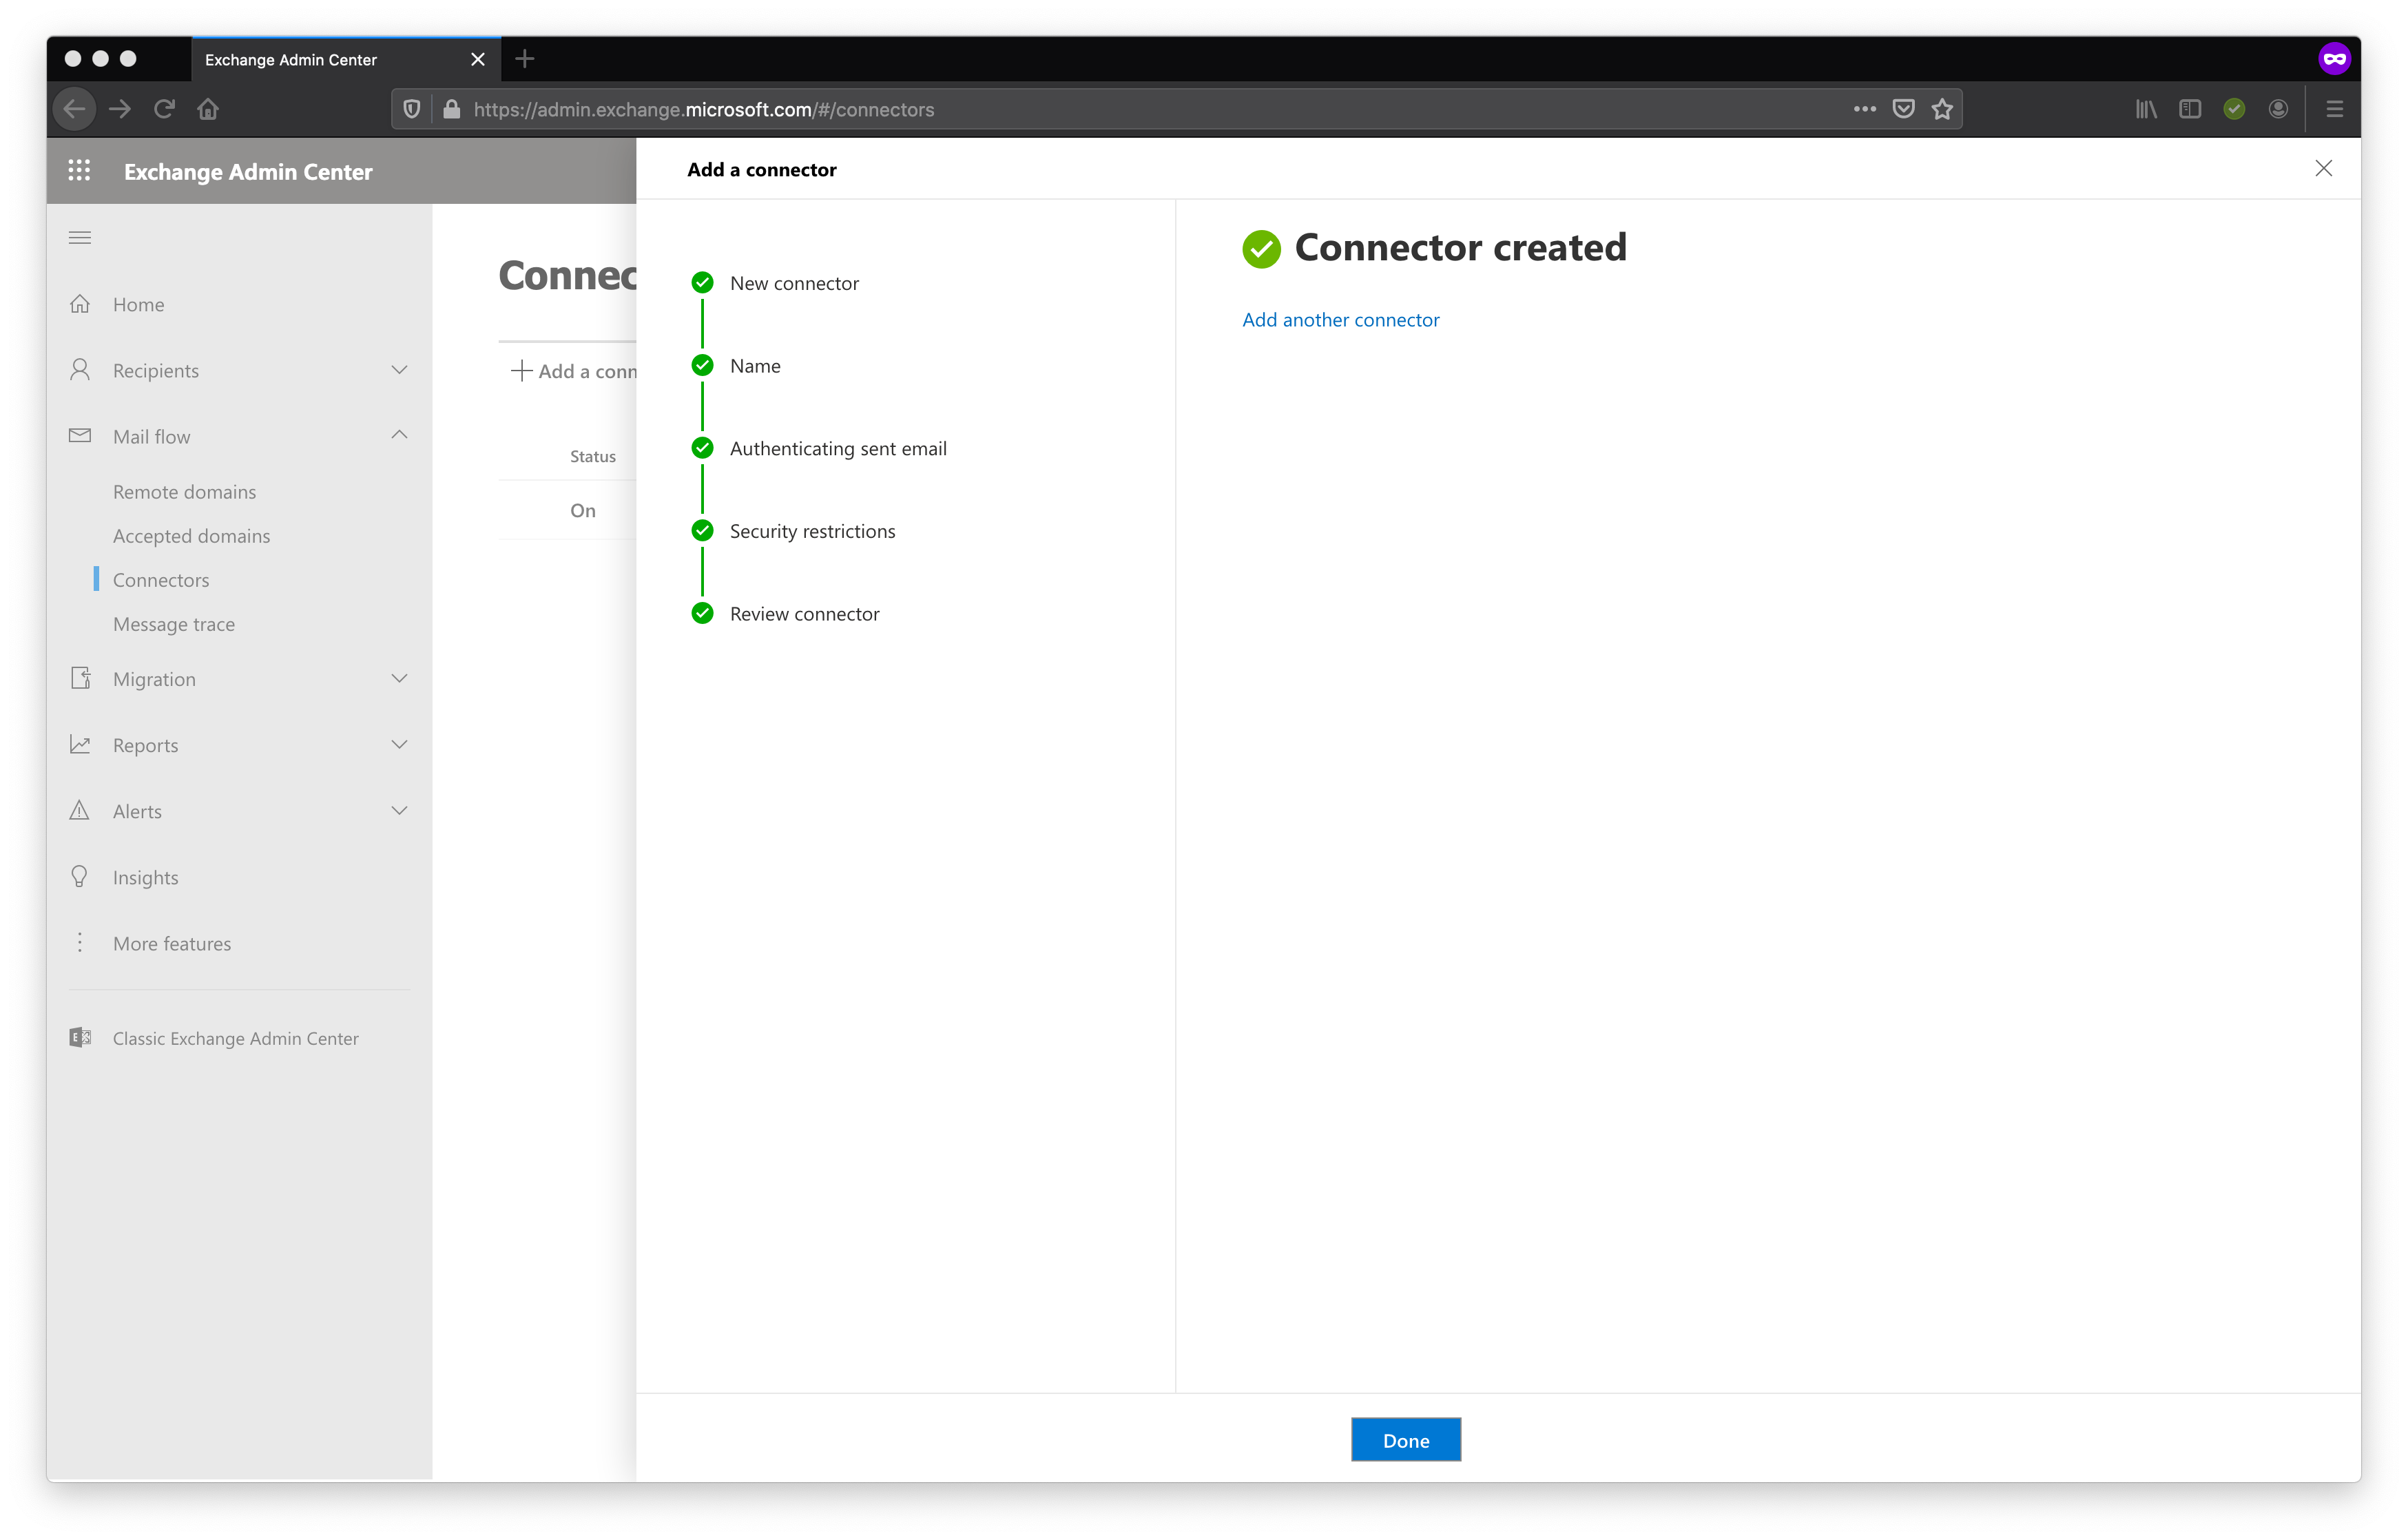 Exchange Admin Center
https://admin.exchange.microsoft.com/#/connectors
Exchange Admin Center
Home
Recipients
Mail flow
Remote domains
Accepted domains
Connectors
Message trace
Migration
Reports
Alerts
Insights
More features
Classic Exchange Admin Center
Connec
Add a conn
Status
On
Add a connector
New connector
Name
Authenticating sent email
Security restrictions
Review connector
Connector created
Add another connector
Done